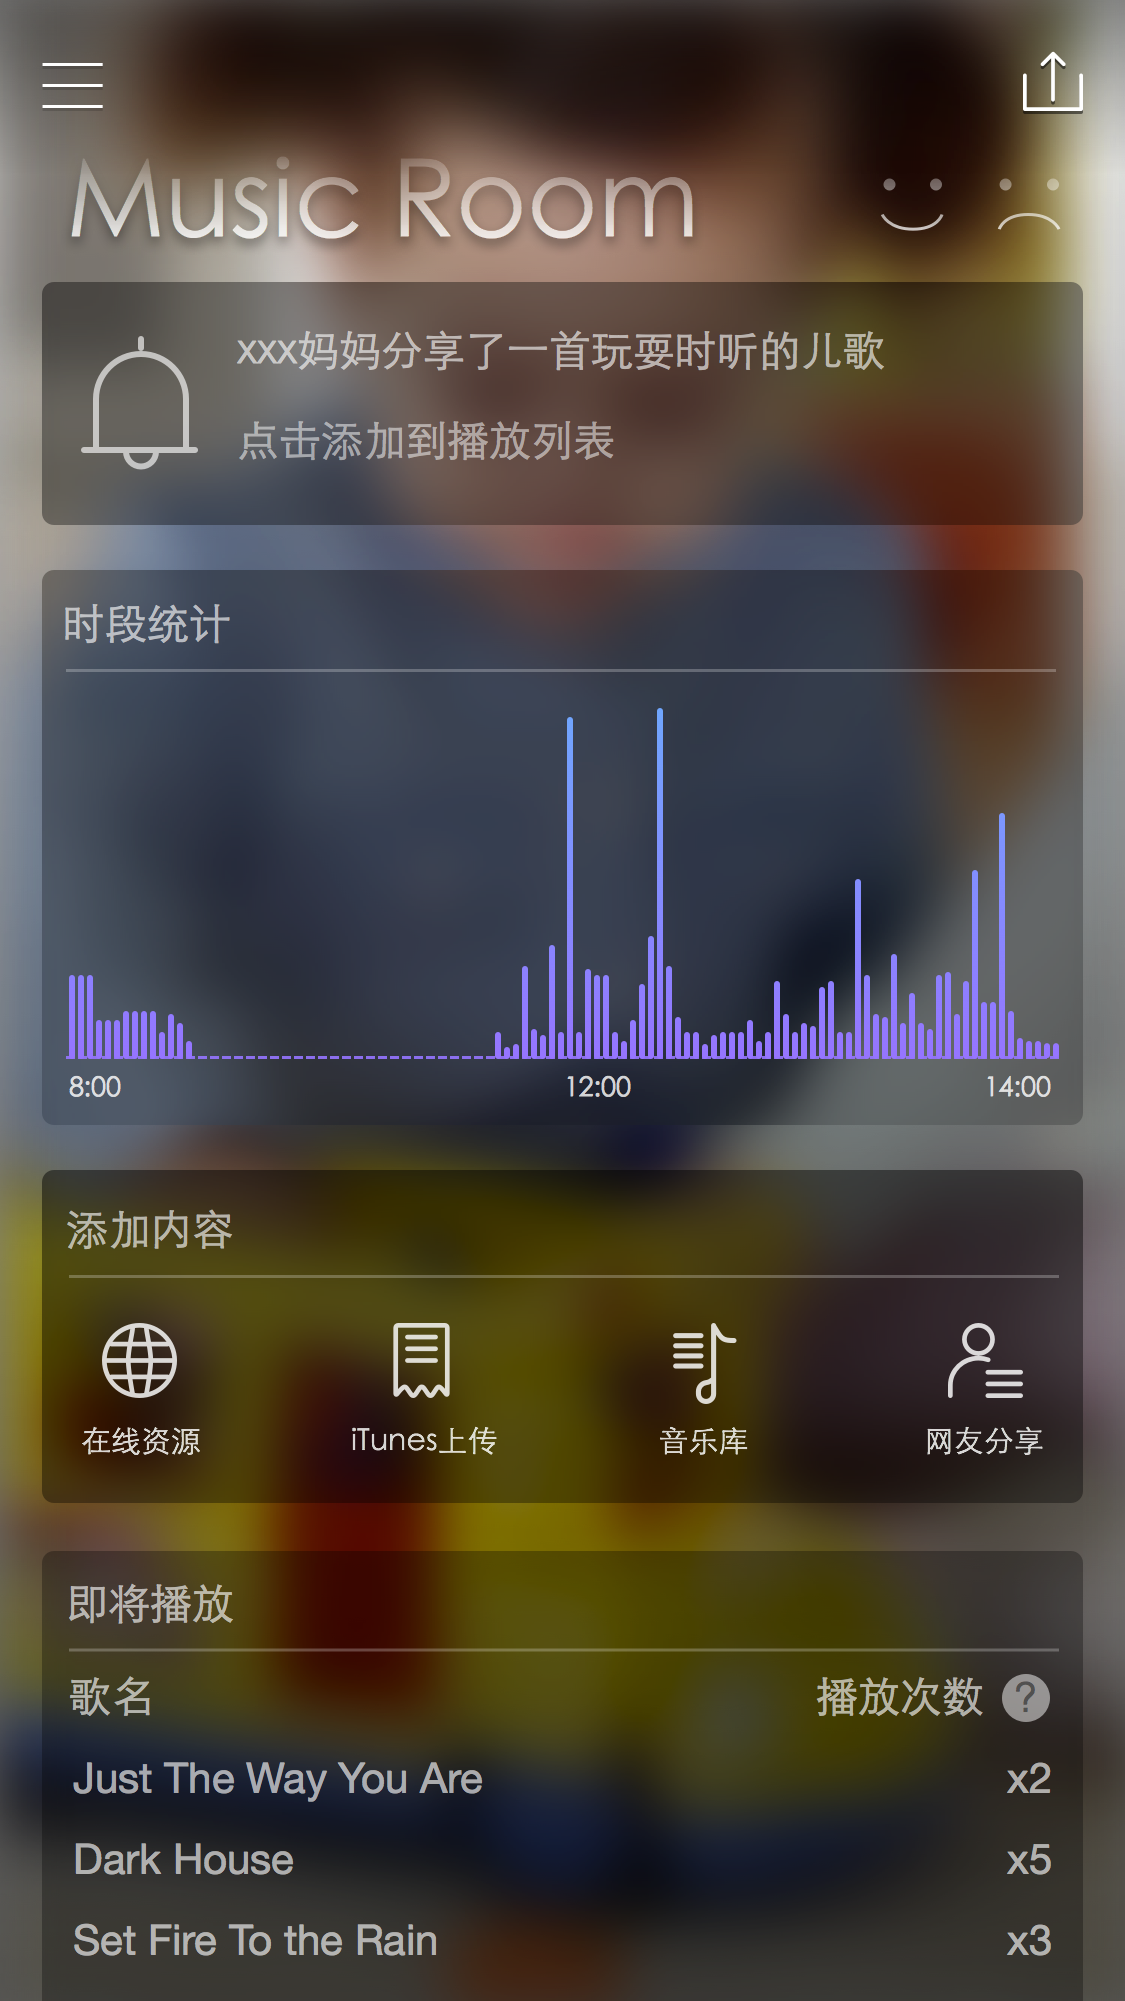 Music Room
xxx妈妈分享了一首玩耍时听的儿歌
点击添加到播放列表
时段统计
8:00 12:00 14:00
添加内容
在线资源 iTunes上传 音乐库 网友分享
即将播放
歌名 播放次数 ?
Just The Way You Are x2
Dark House x5
Set Fire To the Rain x3